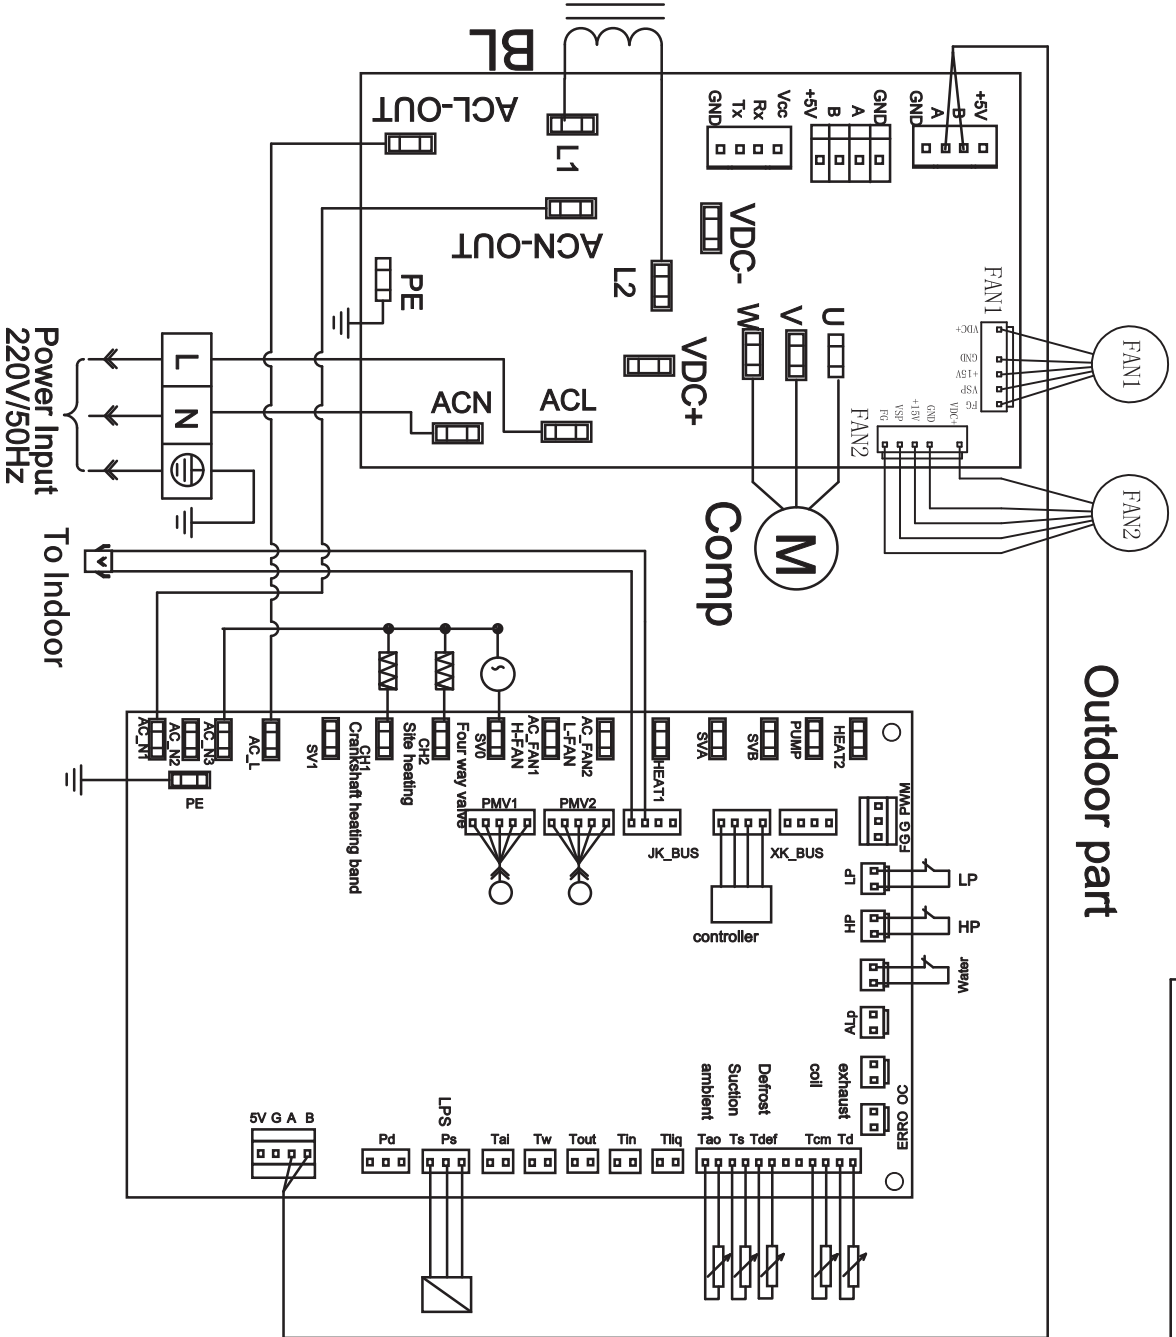 BL
ACL-OUT
L1
ACN-OUT
L2
PE
GND
Tx
Rx
Vcc
+5V
B
A
GND
GND
A
B
+5V
VDC-
W
V
U
VDC+
ACN
ACL
FAN1
VDC+
GND
+15V
VSP
FG
FAN1
FAN2
FG
VSP
+15V
GND
VDC+
FAN2
Power Input
220V/50Hz
L
N
To Indoor
Comp
M
Outdoor part
AC_N1
AC_N2
AC_N3
AC_L
PE
SV1
CH1
Crankshaft heating band
CH2
Site heating
SV0
Four way valve
AC_FAN1
H-FAN
AC_FAN2
L-FAN
HEAT1
SVA
SVB
PUMP
HEAT2
PMV1
PMV2
JK_BUS
XK_BUS
controller
FG G PWM
LP
LP
HP
HP
Water
ALp
ERRO OC
ambient
Suction
Defrost
coil
exhaust
5V G A B
Pd
LPS
Ps
Tai
Tw
Tout
Tin
Tliq
Tao
Ts
Tdef
Tcm
Td